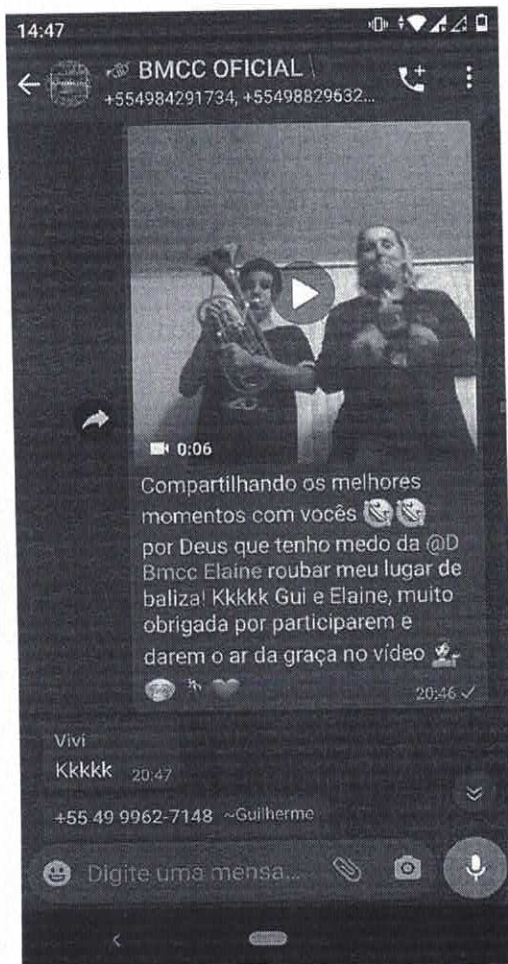 14:47
BMCC OFICIAL
+554984291734, +55498829632...
0:06
Compartilhando os melhores
momentos com vocês 🤣🤣
por Deus que tenho medo da @D
Bmcc Elaine roubar meu lugar de
baliza! Kkkkk Gui e Elaine, muito
obrigada por participarem e
darem o ar da graça no vídeo
20:46
Vivi
Kkkkk 20:47
+55 49 9962-7148 ~Guilherme
Digite uma mensa...